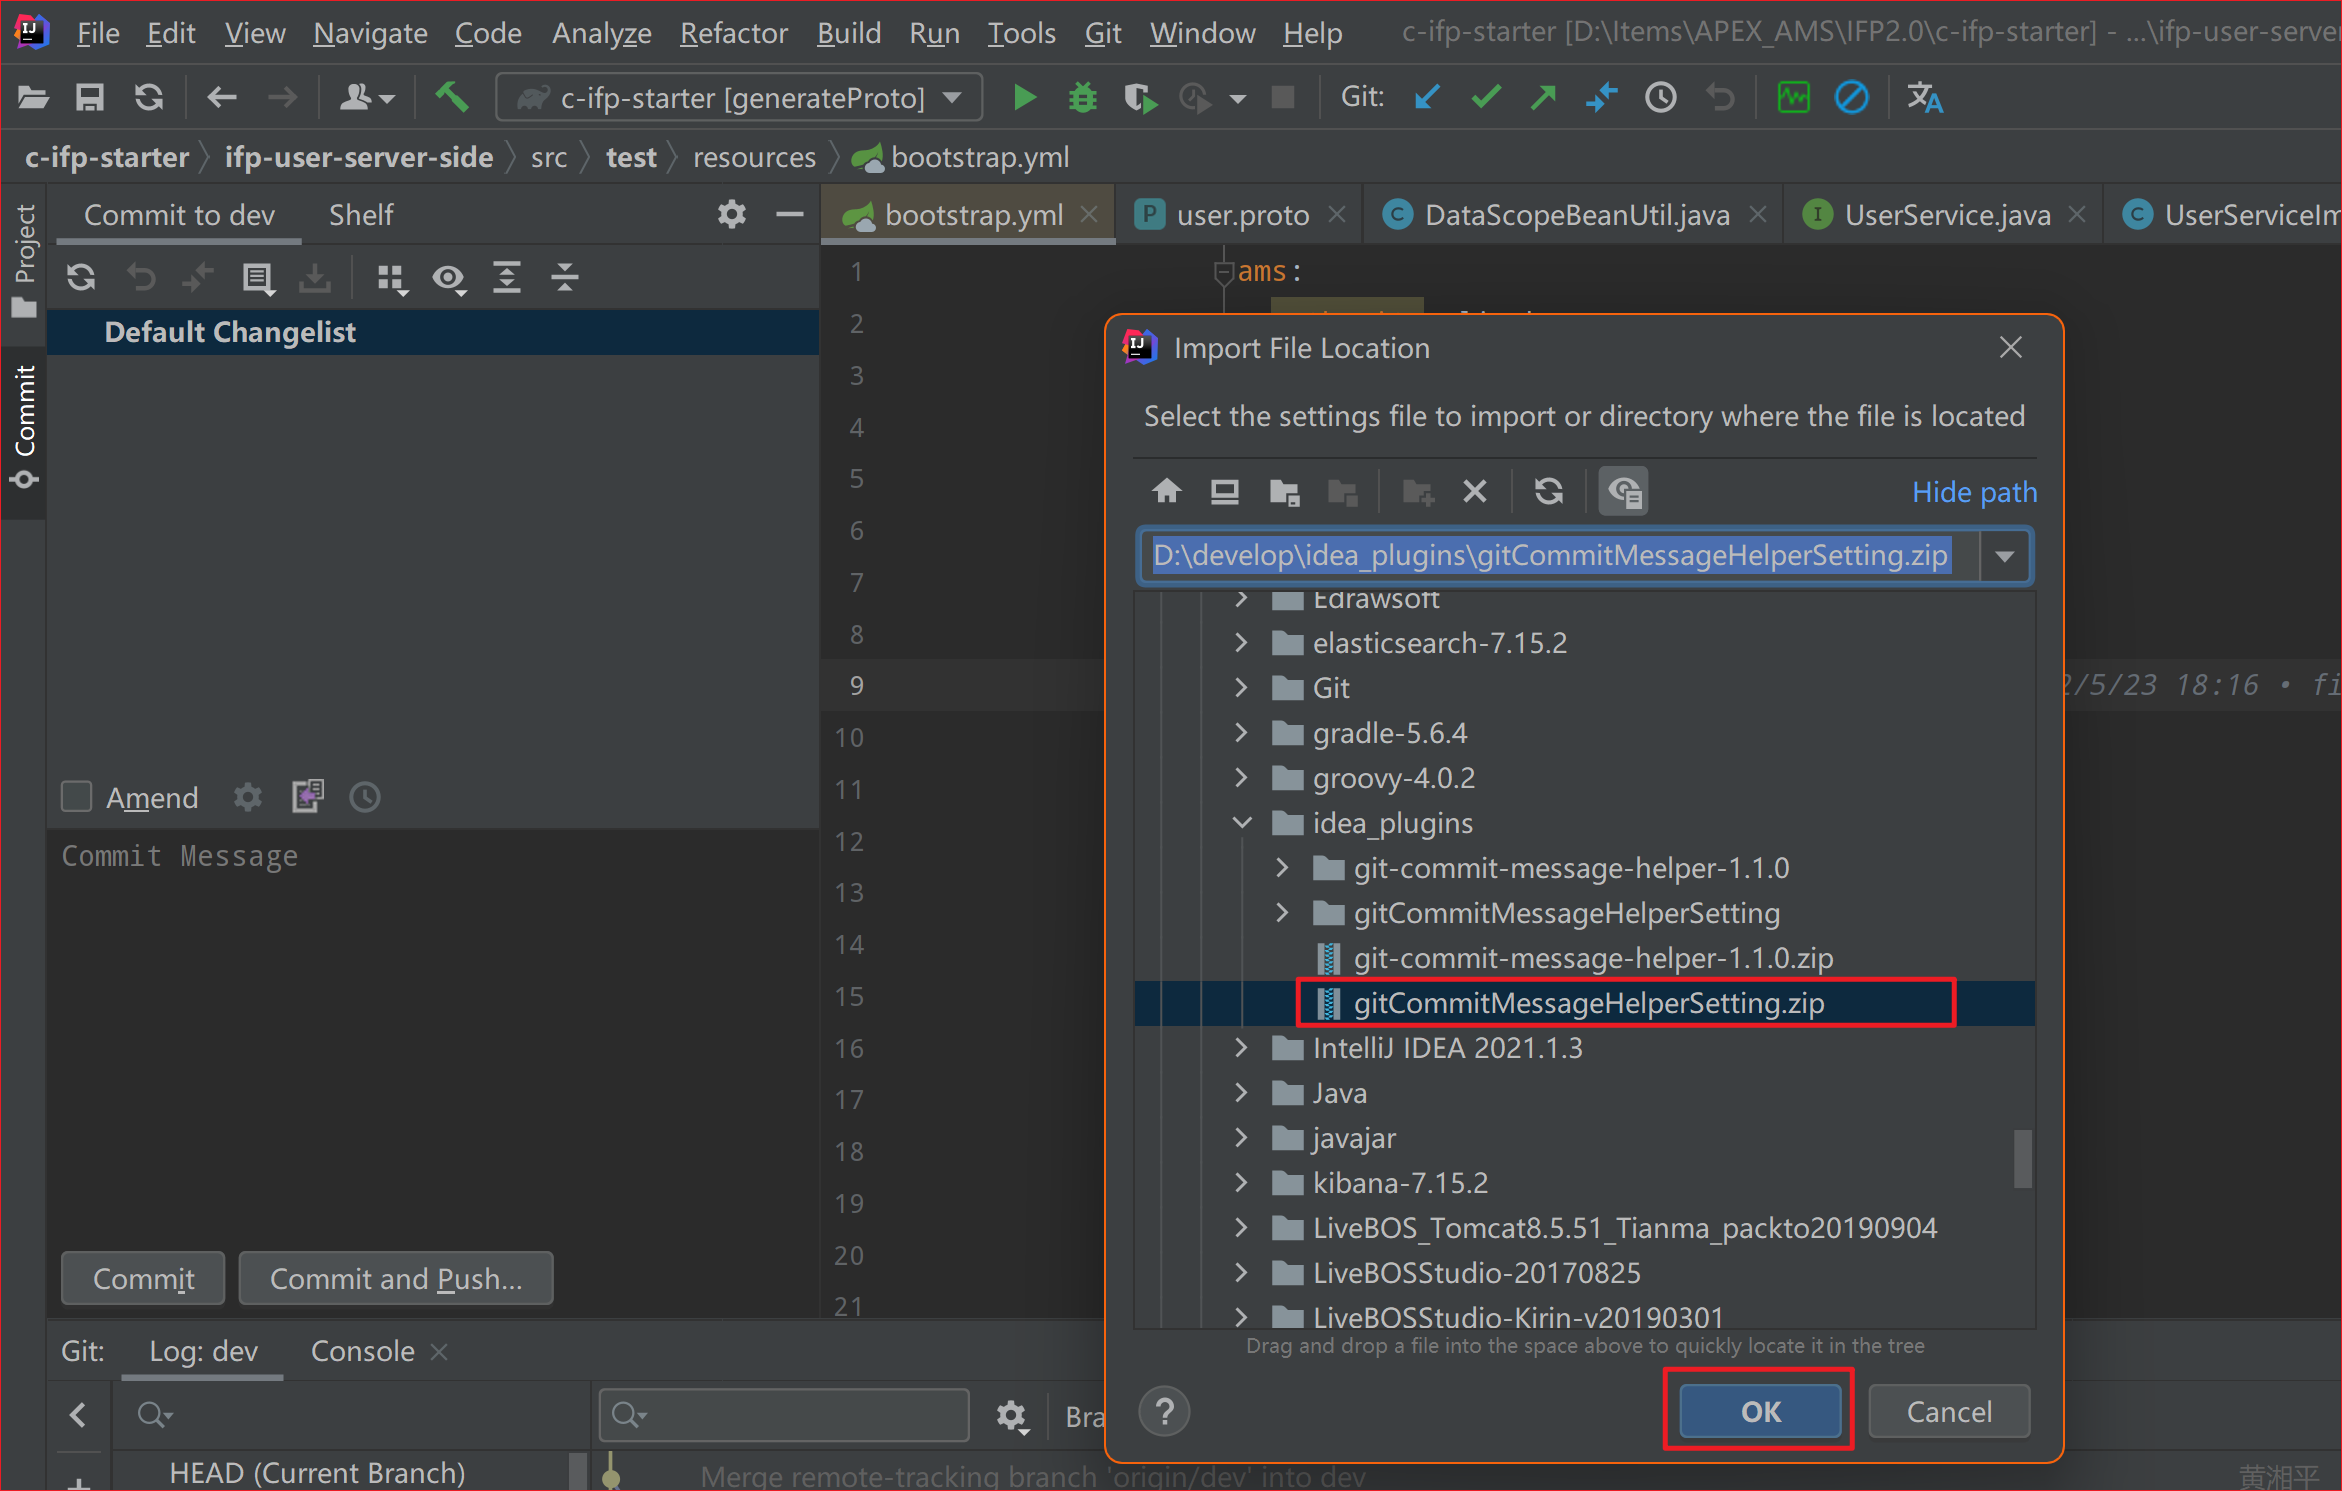 File Edit View Navigate Code Analyze Refactor Build Run Tools Git Window Help c-ifp-starter [D:\Items\APEX_AMS\IFP2.0\c-ifp-starter] - ...\ifp-user-server
c-ifp-starter [generateProto] Git:
c-ifp-starter ifp-user-server-side src test resources bootstrap.yml
Project
Commit
Commit to dev Shelf
bootstrap.yml user.proto DataScopeBeanUtil.java UserService.java UserServiceIm
Default Changelist
1 ams:
2
3
4
5
6
7
8
9 2/5/23 18:16 • fi
10
11
12
13
14
15
16
17
18
19
20
21
Amend
Commit Message
Commit Commit and Push...
Import File Location
Select the settings file to import or directory where the file is located
Hide path
D:\develop\idea_plugins\gitCommitMessageHelperSetting.zip
Edrawsoft
elasticsearch-7.15.2
Git
gradle-5.6.4
groovy-4.0.2
idea_plugins
git-commit-message-helper-1.1.0
gitCommitMessageHelperSetting
git-commit-message-helper-1.1.0.zip
gitCommitMessageHelperSetting.zip
IntelliJ IDEA 2021.1.3
Java
javajar
kibana-7.15.2
LiveBOS_Tomcat8.5.51_Tianma_packto20190904
LiveBOSStudio-20170825
LiveBOSStudio-Kirin-v20190301
Drag and drop a file into the space above to quickly locate it in the tree
? OK Cancel
Git: Log: dev Console
Bra
HEAD (Current Branch)
Merge remote-tracking branch 'origin/dev' into dev
黄湘平